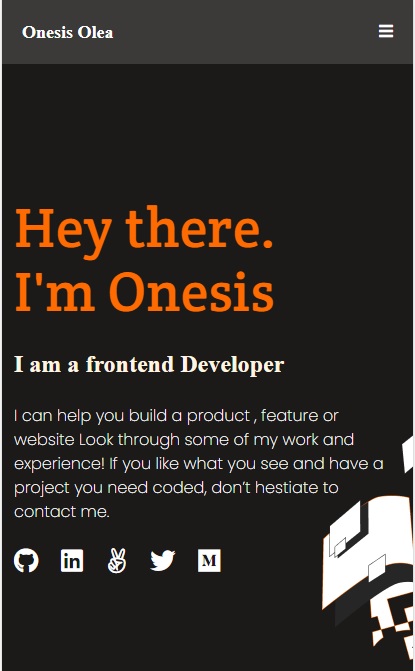 Onesis Olea
Hey there.
I'm Onesis
I am a frontend Developer
I can help you build a product , feature or
website Look through some of my work and
experience! If you like what you see and have a
project you need coded, don’t hestiate to
contact me.
in
M